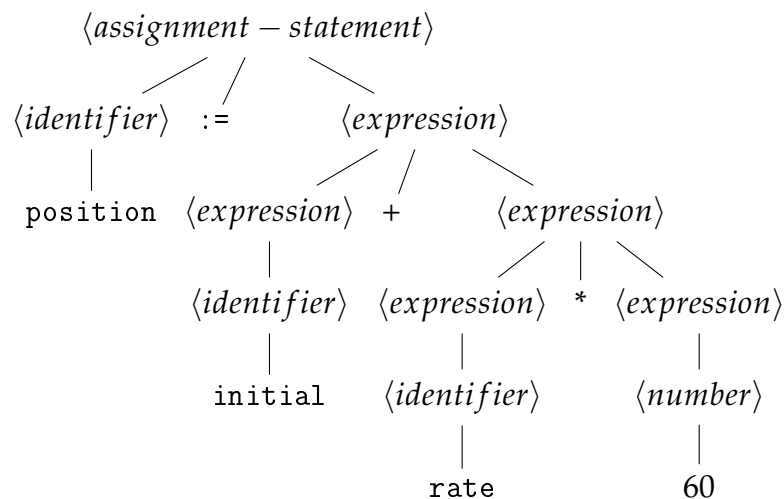 ⟨assignment − statement⟩
⟨identifier⟩ := ⟨expression⟩
position ⟨expression⟩ + ⟨expression⟩
⟨identifier⟩ ⟨expression⟩ * ⟨expression⟩
initial ⟨identifier⟩ ⟨number⟩
rate 60